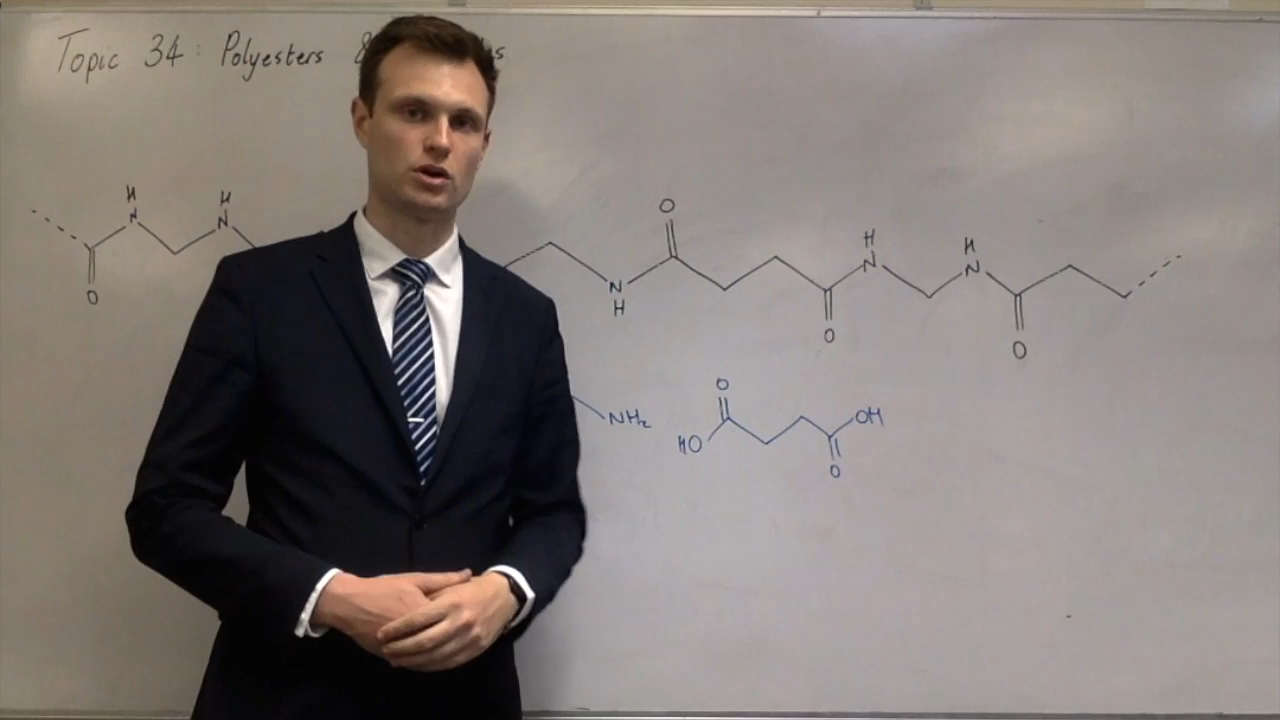 Topic 34: Polyesters &
H H O H H
N N N N N
O H O O
O
NH₂ HO OH
O